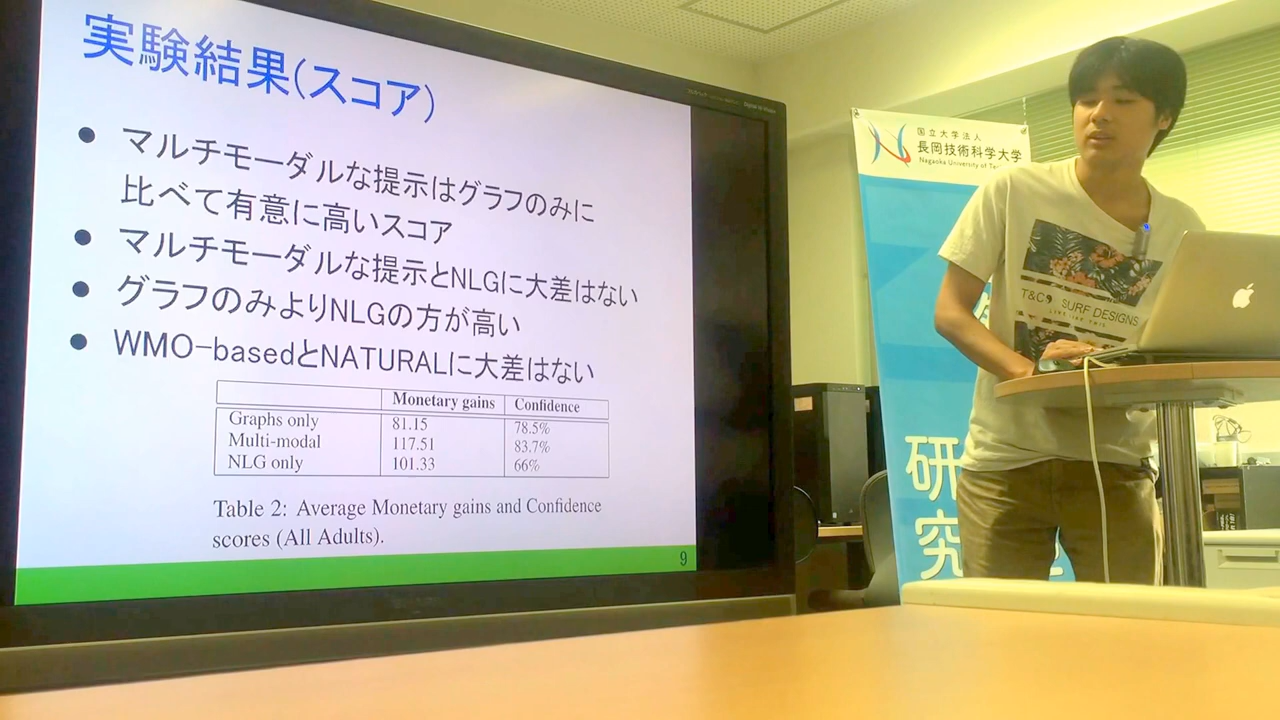 実験結果(スコア)
● マルチモーダルな提示はグラフのみに
比べて有意に高いスコア
● マルチモーダルな提示とNLGに大差はない
● グラフのみよりNLGの方が高い
● WMO-basedとNATURALに大差はない
Monetary gains Confidence
Graphs only 81.15 78.5%
Multi-modal 117.51 83.7%
NLG only 101.33 66%
Table 2: Average Monetary gains and Confidence
scores (All Adults).
9
国立大学法人
長岡技術科学大学
Nagaoka University of
研
究
T&C SURF DESIGNS